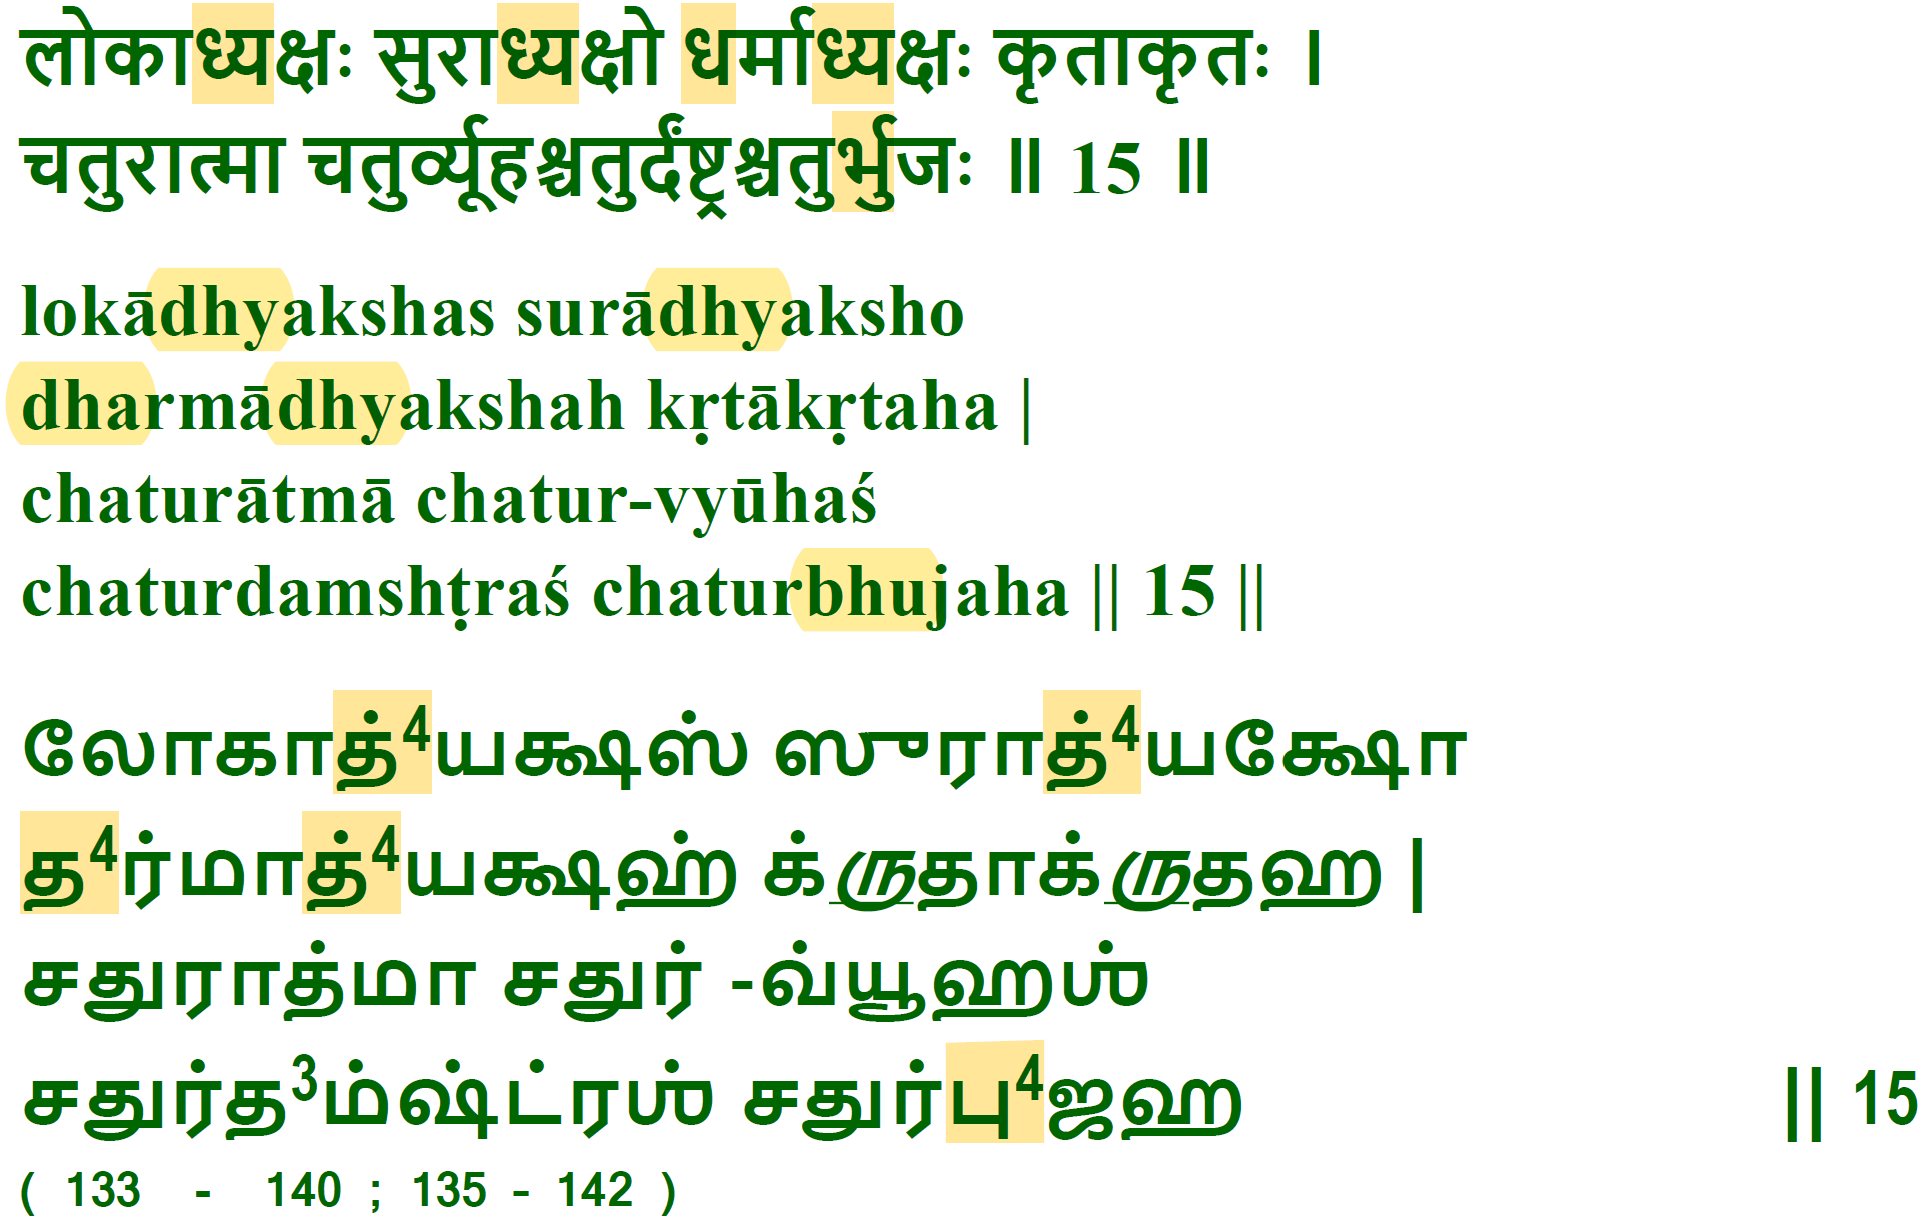 लोकाध्यक्षः सुराध्यक्षो धर्माध्यक्षः कृताकृतः ।
चतुरात्मा चतुर्व्यूहश्चतुर्दंष्ट्रश्चतुर्भुजः ॥ 15 ॥
lokādhyakshas surādhyaksho
dharmādhyakshah kṛtākṛtaha |
chaturātmā chatur-vyūhaś
chaturdamshṭraś chaturbhujaha || 15 ||
லோகாத்⁴யக்ஷஸ் ஸுராத்⁴யக்ஷோ
த⁴ர்மாத்⁴யக்ஷஹ் க்ருதாக்ருதஹ |
சதுராத்மா சதுர் -வ்யூஹஶ்
சதுர்த³ம்ஷ்ட்ரஶ் சதுர்பு⁴ஜஹ || 15
( 133 - 140 ; 135 - 142 )